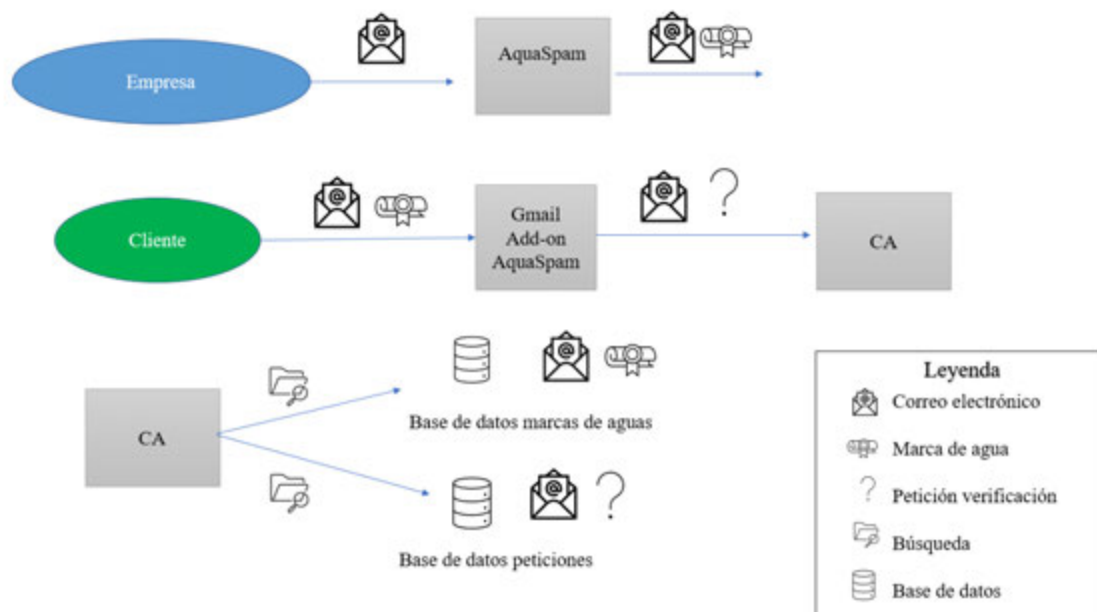 Empresa
AquaSpam
Cliente
Gmail
Add-on
AquaSpam
CA
CA
Base de datos marcas de aguas
Base de datos peticiones
Leyenda
Correo electrónico
Marca de agua
Petición verificación
Búsqueda
Base de datos